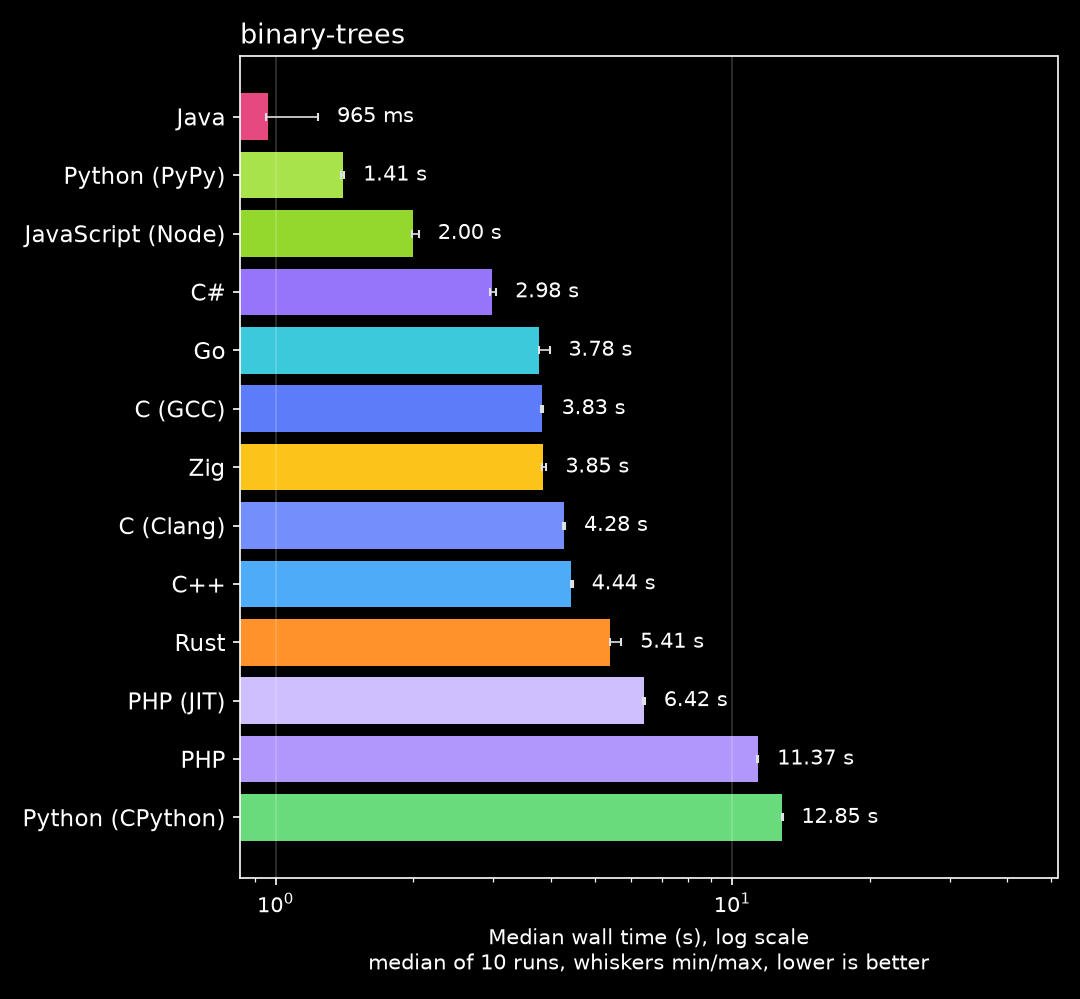 binary-trees
Java 965 ms
Python (PyPy) 1.41 s
JavaScript (Node) 2.00 s
C# 2.98 s
Go 3.78 s
C (GCC) 3.83 s
Zig 3.85 s
C (Clang) 4.28 s
C++ 4.44 s
Rust 5.41 s
PHP (JIT) 6.42 s
PHP 11.37 s
Python (CPython) 12.85 s
10⁰ 10¹
Median wall time (s), log scale
median of 10 runs, whiskers min/max, lower is better